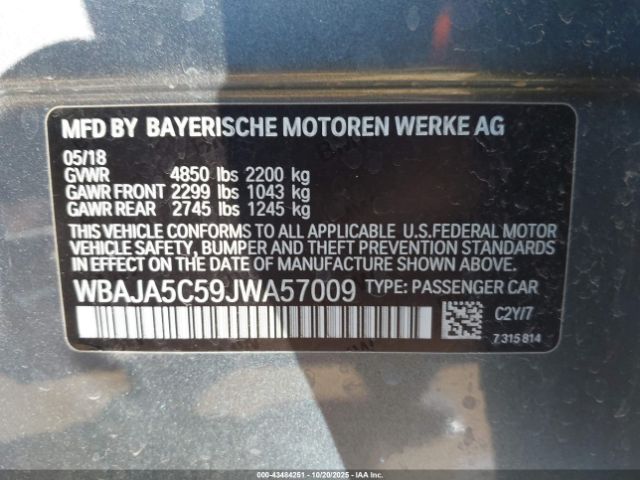 MFD BY BAYERISCHE MOTOREN WERKE AG
05/18
GVWR 4850 lbs 2200 kg
GAWR FRONT 2299 lbs 1043 kg
GAWR REAR 2745 lbs 1245 kg
THIS VEHICLE CONFORMS TO ALL APPLICABLE U.S.FEDERAL MOTOR
VEHICLE SAFETY, BUMPER AND THEFT PREVENTION STANDARDS
IN EFFECT ON THE DATE OF MANUFACTURE SHOWN ABOVE.
WBAJA5C59JWA57009 TYPE: PASSENGER CAR
C2Y/7
7 315 814
000-43484251 - 10/20/2025 - IAAI.CA